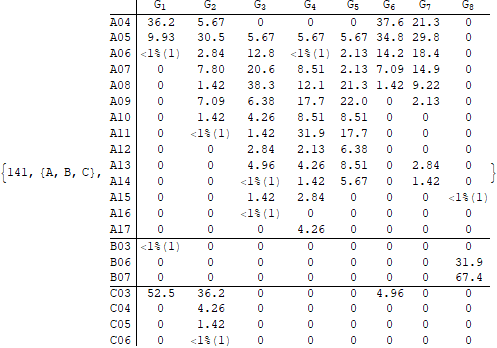 G1 G2 G3 G4 G5 G6 G7 G8
A04 36.2 5.67 0 0 0 37.6 21.3 0
A05 9.93 30.5 5.67 5.67 5.67 34.8 29.8 0
A06 <1%(1) 2.84 12.8 <1%(1) 2.13 14.2 18.4 0
A07 0 7.80 20.6 8.51 2.13 7.09 14.9 0
A08 0 1.42 38.3 12.1 21.3 1.42 9.22 0
A09 0 7.09 6.38 17.7 22.0 0 2.13 0
A10 0 1.42 4.26 8.51 8.51 0 0 0
A11 0 <1%(1) 1.42 31.9 17.7 0 0 0
A12 0 0 2.84 2.13 6.38 0 0 0
{141, {A, B, C},
A13 0 0 4.96 4.26 8.51 0 2.84 0
}
A14 0 0 <1%(1) 1.42 5.67 0 1.42 0
A15 0 0 1.42 2.84 0 0 0 <1%(1)
A16 0 0 <1%(1) 0 0 0 0 0
A17 0 0 0 4.26 0 0 0 0
B03 <1%(1) 0 0 0 0 0 0 0
B06 0 0 0 0 0 0 0 31.9
B07 0 0 0 0 0 0 0 67.4
C03 52.5 36.2 0 0 0 4.96 0 0
C04 0 4.26 0 0 0 0 0 0
C05 0 1.42 0 0 0 0 0 0
C06 0 <1%(1) 0 0 0 0 0 0